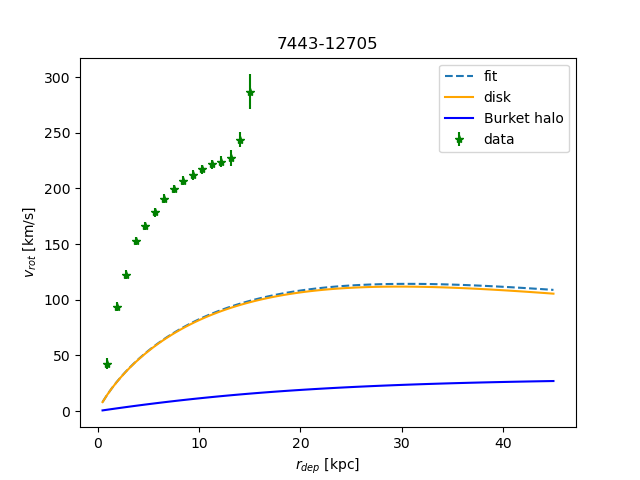 7443-12705
fit
disk
Burket halo
data
300
250
200
150
100
50
0
v_rot [km/s]
0 10 20 30 40
r_dep [kpc]